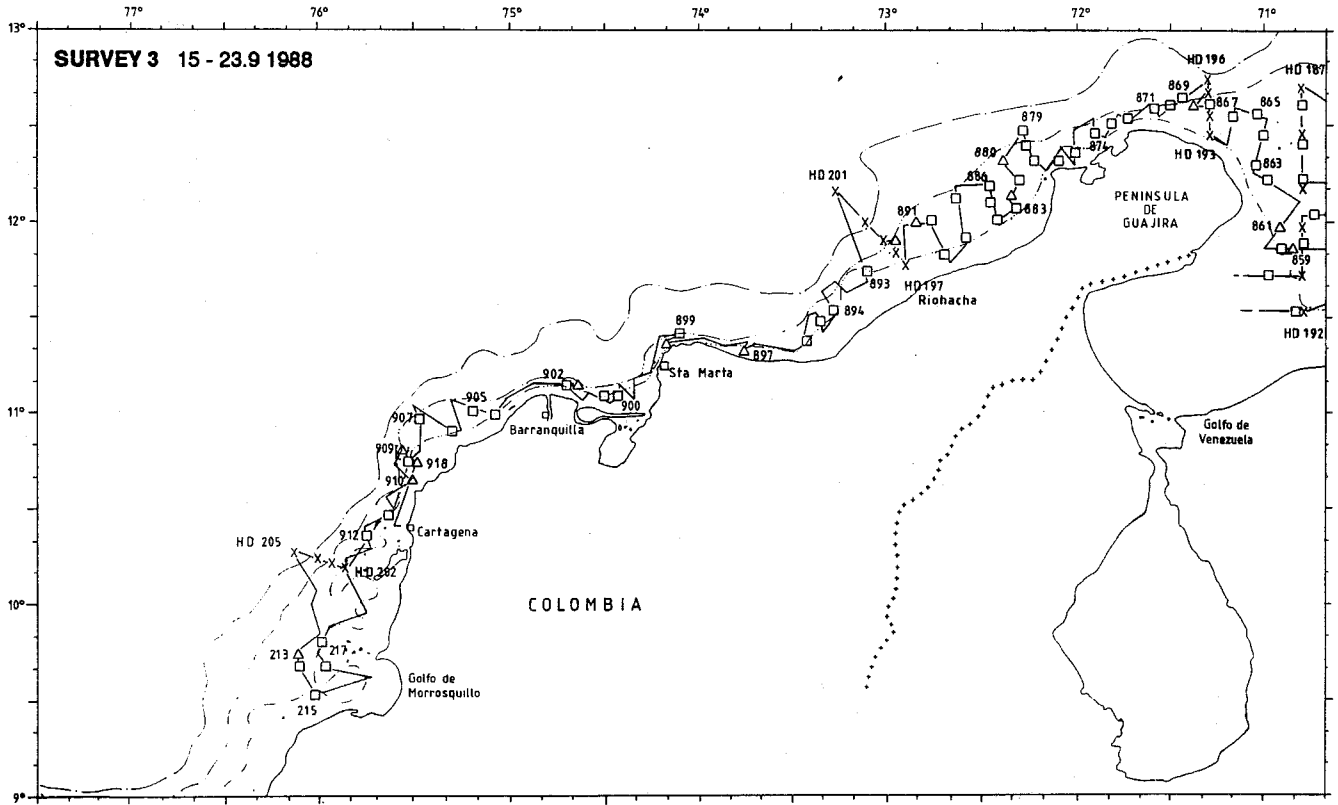 77° 76° 75° 74° 73° 72° 71°
13°
SURVEY 3 15 - 23.9 1988
HD 196
HD 187
869
871
867
865
879
874
HD 193
863
880
HD 201
886
PENINSULA
DE
GUAJIRA
12°
891
883
861
859
893
HD 197
Riohacha
894
HD 192
899
897
Sta Marta
902
905
900
11°
907
Barranquilla
Golfo de
Venezuela
909
918
910
Cartagena
912
HD 205
HD 202
10°
COLOMBIA
213
217
Golfo de
Morrosquillo
215
9°